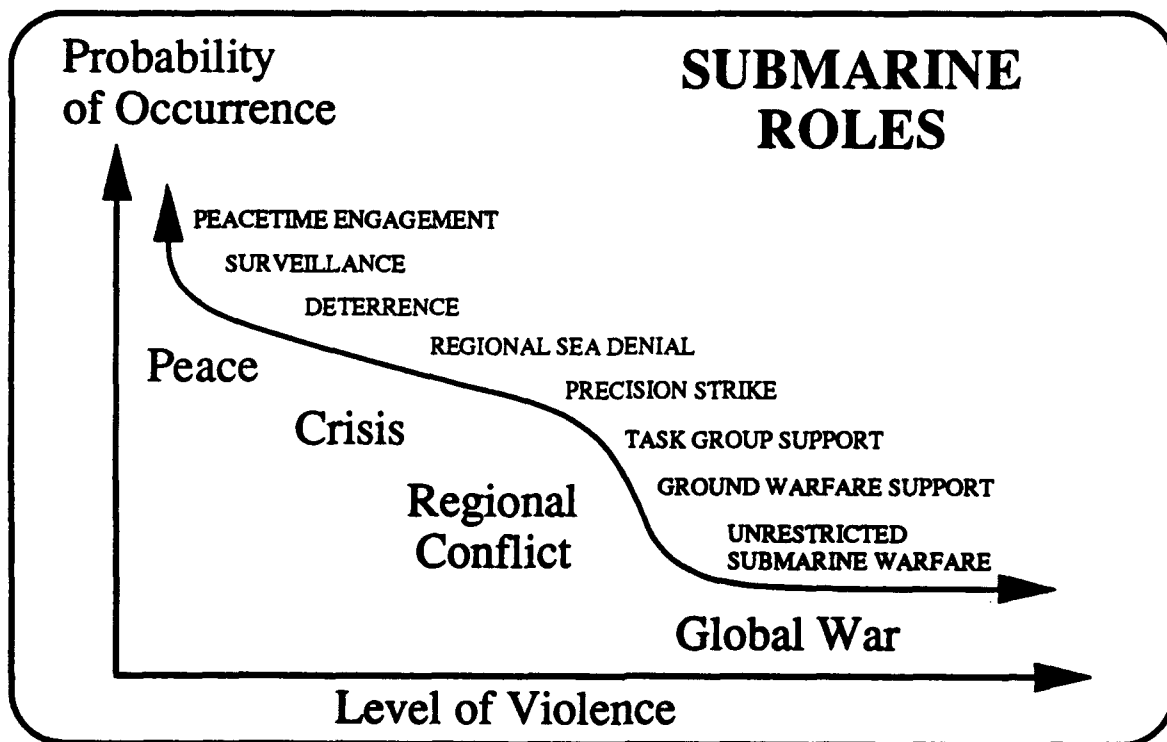 Probability
of Occurrence
SUBMARINE
ROLES
PEACETIME ENGAGEMENT
SURVEILLANCE
DETERRENCE
REGIONAL SEA DENIAL
Peace
PRECISION STRIKE
Crisis
TASK GROUP SUPPORT
GROUND WARFARE SUPPORT
Regional
Conflict
UNRESTRICTED
SUBMARINE WARFARE
Global War
Level of Violence